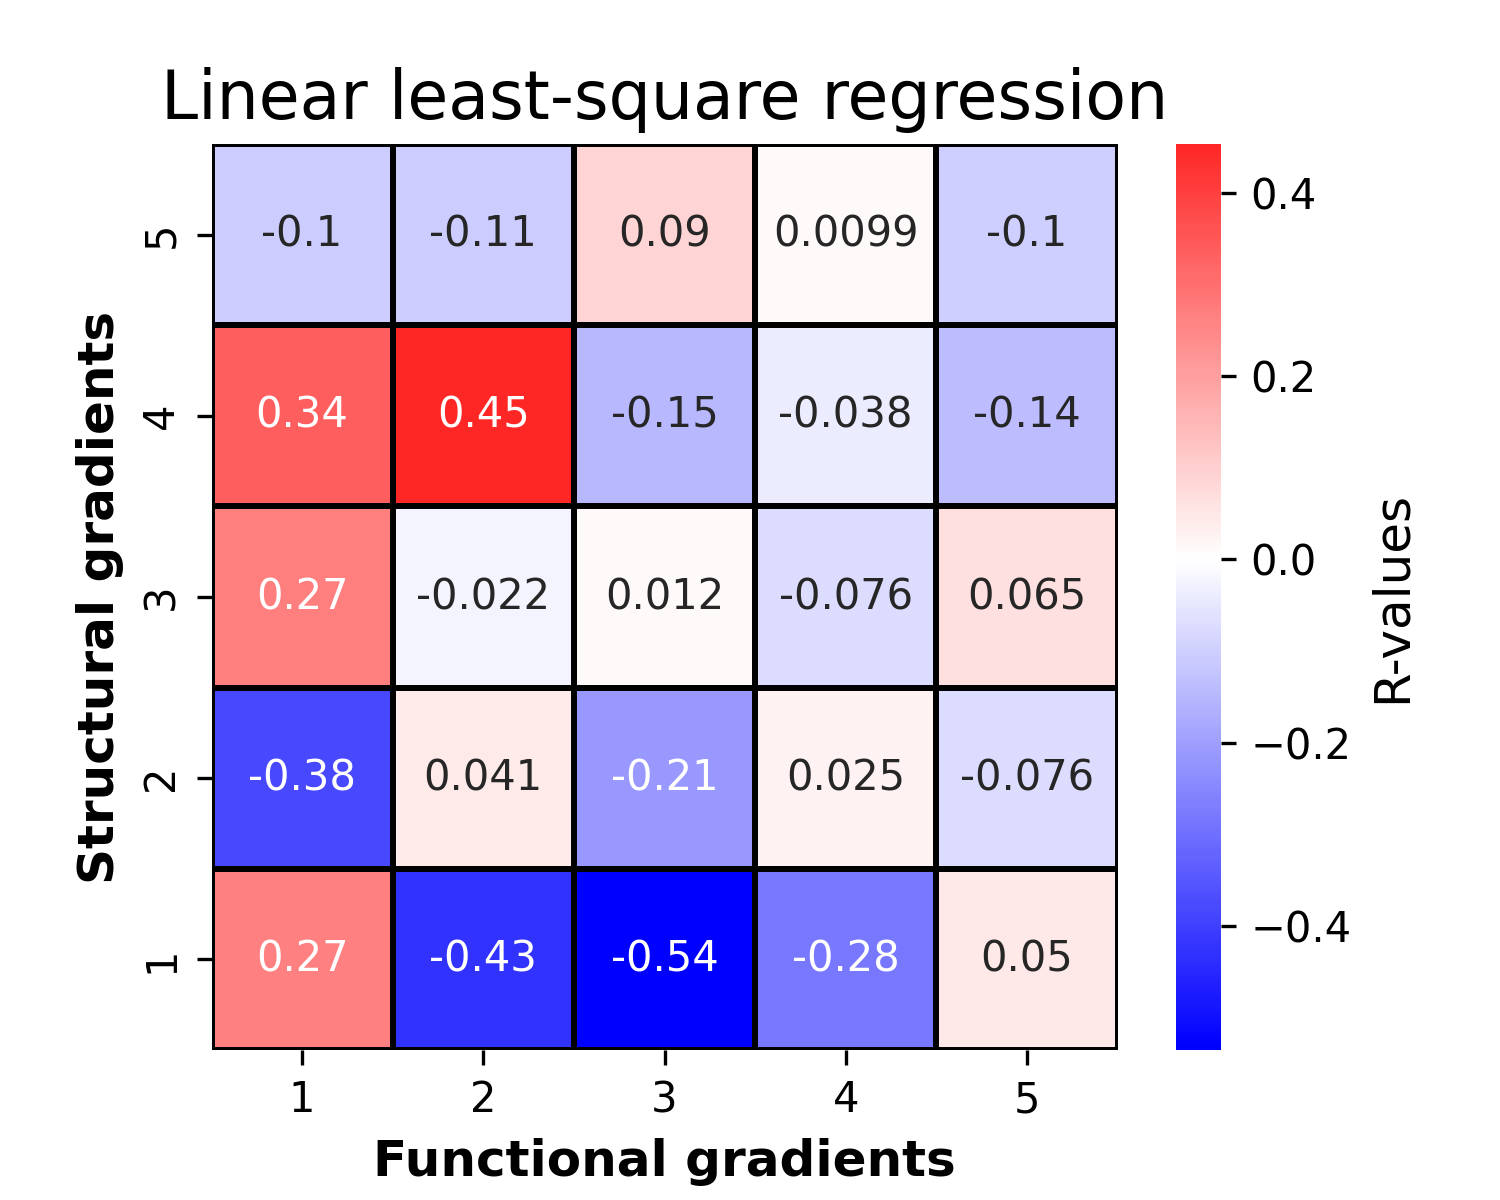 Linear least-square regression
5 -0.1 -0.11 0.09 0.0099 -0.1
4 0.34 0.45 -0.15 -0.038 -0.14
3 0.27 -0.022 0.012 -0.076 0.065
2 -0.38 0.041 -0.21 0.025 -0.076
1 0.27 -0.43 -0.54 -0.28 0.05
1 2 3 4 5
Functional gradients
Structural gradients
0.4
0.2
0.0
−0.2
−0.4
R-values